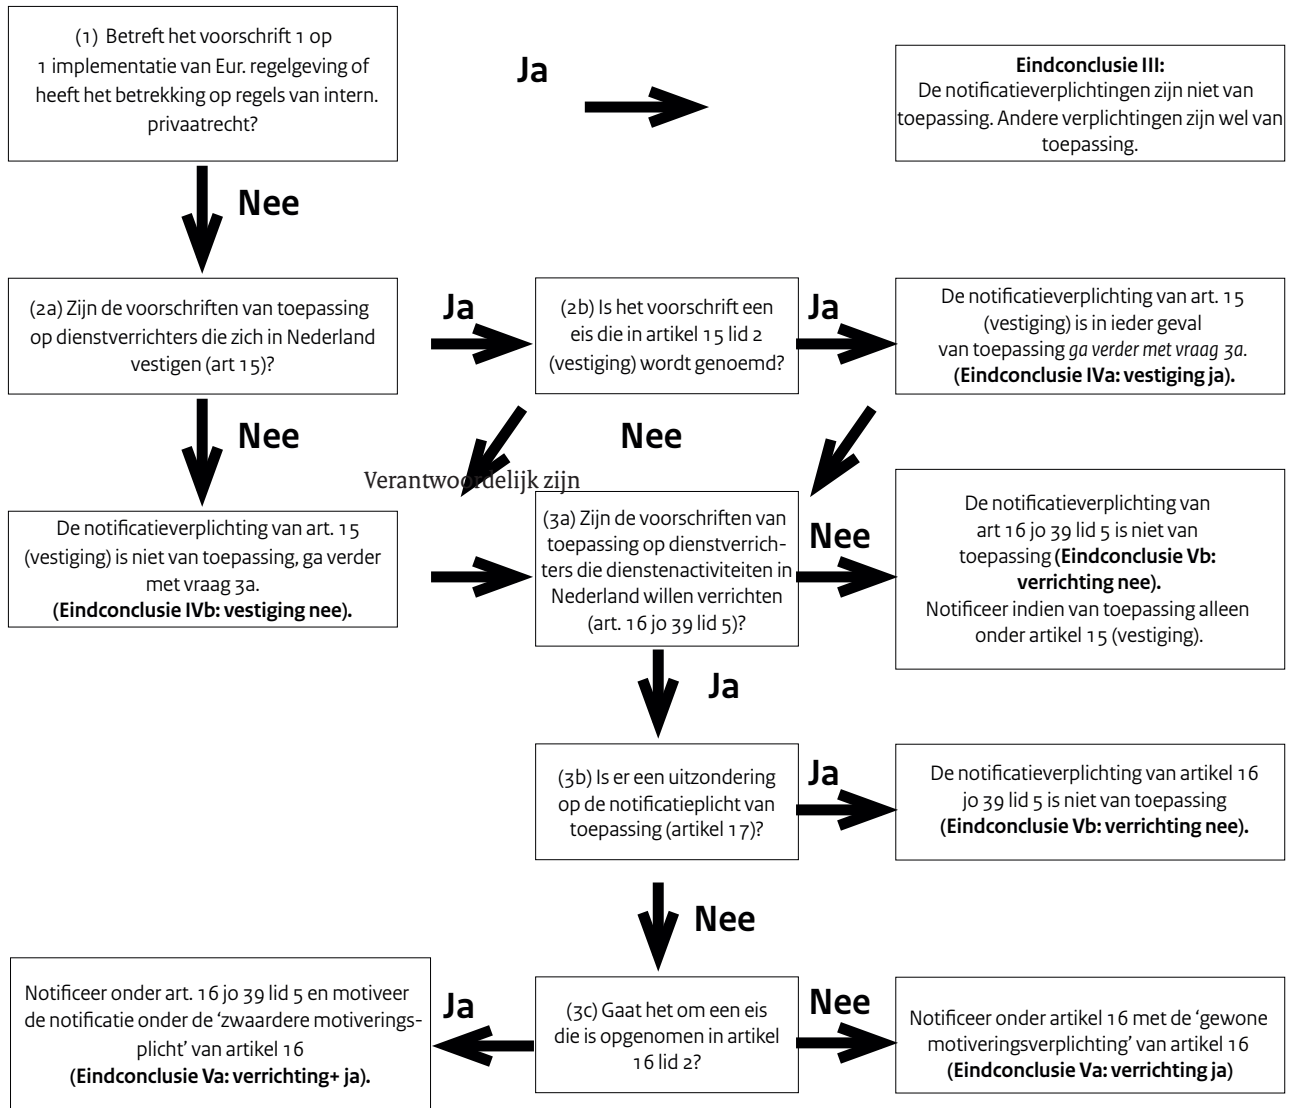 (1) Betreft het voorschrift 1 op
1 implementatie van Eur. regelgeving of
heeft het betrekking op regels van intern.
privaatrecht?
Ja
Eindconclusie III:
De notificatieverplichtingen zijn niet van
toepassing. Andere verplichtingen zijn wel van
toepassing.
Nee
(2a) Zijn de voorschriften van toepassing
op dienstverrichters die zich in Nederland
vestigen (art 15)?
Ja
(2b) Is het voorschrift een
eis die in artikel 15 lid 2
(vestiging) wordt genoemd?
Ja
De notificatieverplichting van art. 15
(vestiging) is in ieder geval
van toepassing ga verder met vraag 3a.
(Eindconclusie IVa: vestiging ja).
Nee
Nee
Verantwoordelijk zijn
De notificatieverplichting van art. 15
(vestiging) is niet van toepassing, ga verder
met vraag 3a.
(Eindconclusie IVb: vestiging nee).
(3a) Zijn de voorschriften van
toepassing op dienstverrich-
ters die dienstenactiviteiten in
Nederland willen verrichten
(art. 16 jo 39 lid 5)?
Nee
De notificatieverplichting van
art 16 jo 39 lid 5 is niet van
toepassing (Eindconclusie Vb:
verrichting nee).
Notificeer indien van toepassing alleen
onder artikel 15 (vestiging).
Ja
(3b) Is er een uitzondering
op de notificatieplicht van
toepassing (artikel 17)?
Ja
De notificatieverplichting van artikel 16
jo 39 lid 5 is niet van toepassing
(Eindconclusie Vb: verrichting nee).
Nee
Notificeer onder art. 16 jo 39 lid 5 en motiveer
de notificatie onder de ‘zwaardere motiverings-
plicht’ van artikel 16
(Eindconclusie Va: verrichting+ ja).
Ja
(3c) Gaat het om een eis
die is opgenomen in artikel
16 lid 2?
Nee
Notificeer onder artikel 16 met de ‘gewone
motiveringsverplichting’ van artikel 16
(Eindconclusie Va: verrichting ja)